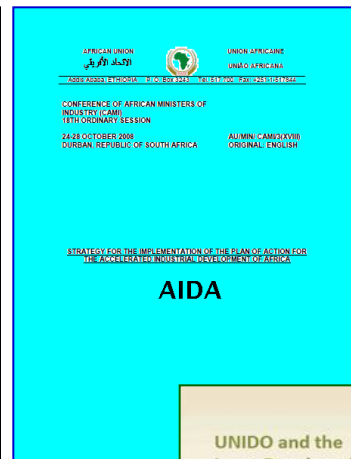 AFRICAN UNION
الاتحاد الأفريقي
UNION AFRICAINE
UNIÃO AFRICANA
Addis Ababa, ETHIOPIA P. O. Box 3243 Tel: 517700 Fax: +251-1-517844
CONFERENCE OF AFRICAN MINISTERS OF
INDUSTRY (CAMI)
18TH ORDINARY SESSION
24-28 OCTOBER 2008
DURBAN, REPUBLIC OF SOUTH AFRICA
AU/MIN/ CAMI/3(XVIII)
ORIGINAL: ENGLISH
STRATEGY FOR THE IMPLEMENTATION OF THE PLAN OF ACTION FOR
THE ACCELERATED INDUSTRIAL DEVELOPMENT OF AFRICA
AIDA
UNIDO and the